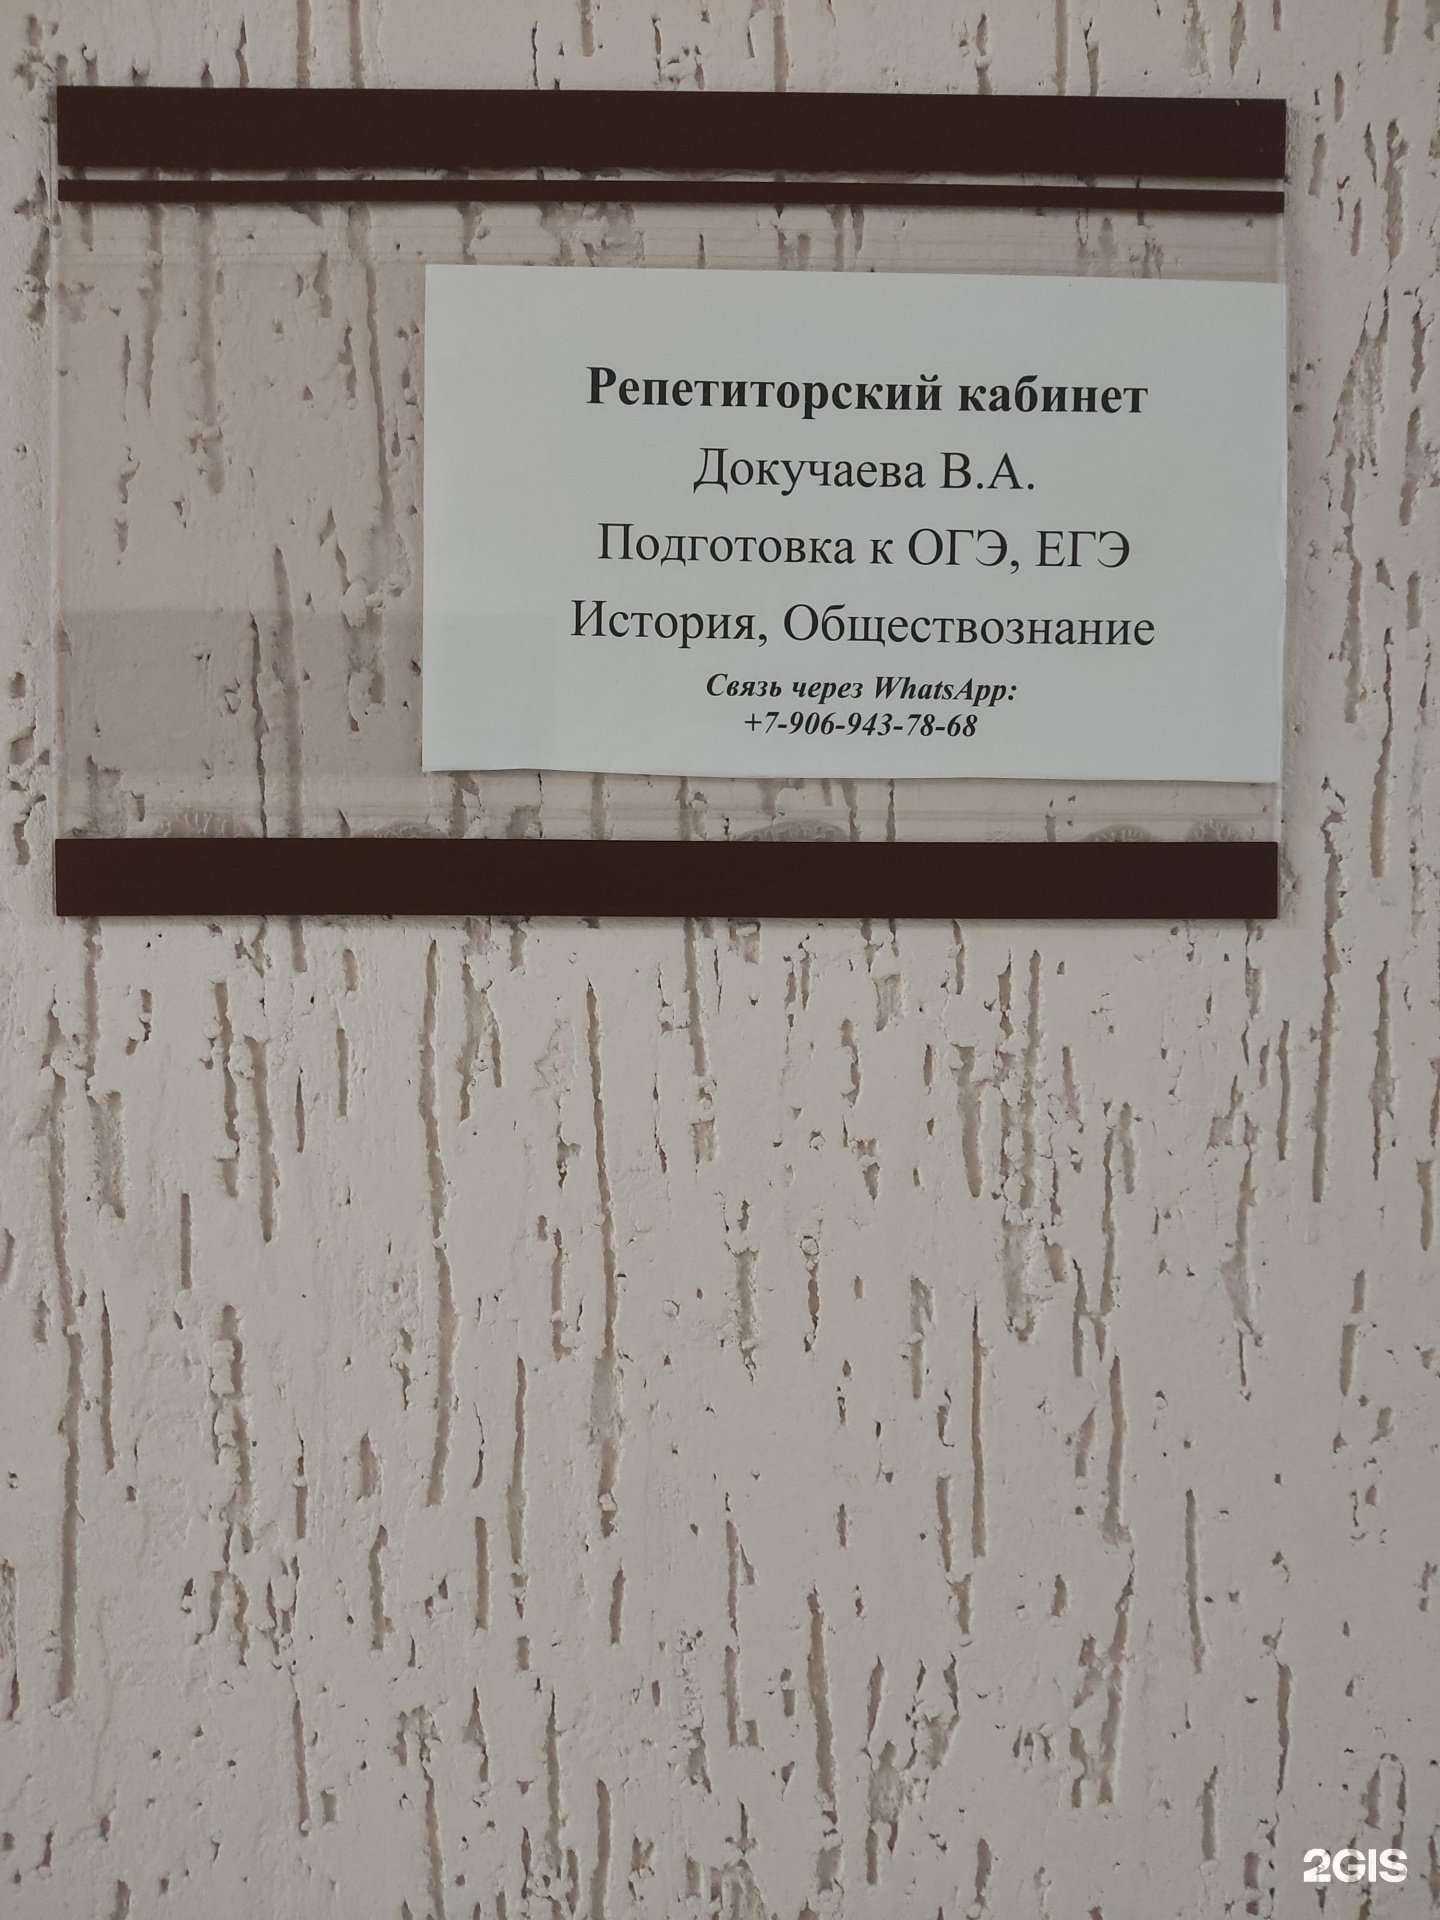 Репетиторский кабинет
Докучаева В.А.
Подготовка к ОГЭ, ЕГЭ
История, Обществознание
Связь через WhatsApp:
+7-906-943-78-68
2GIS